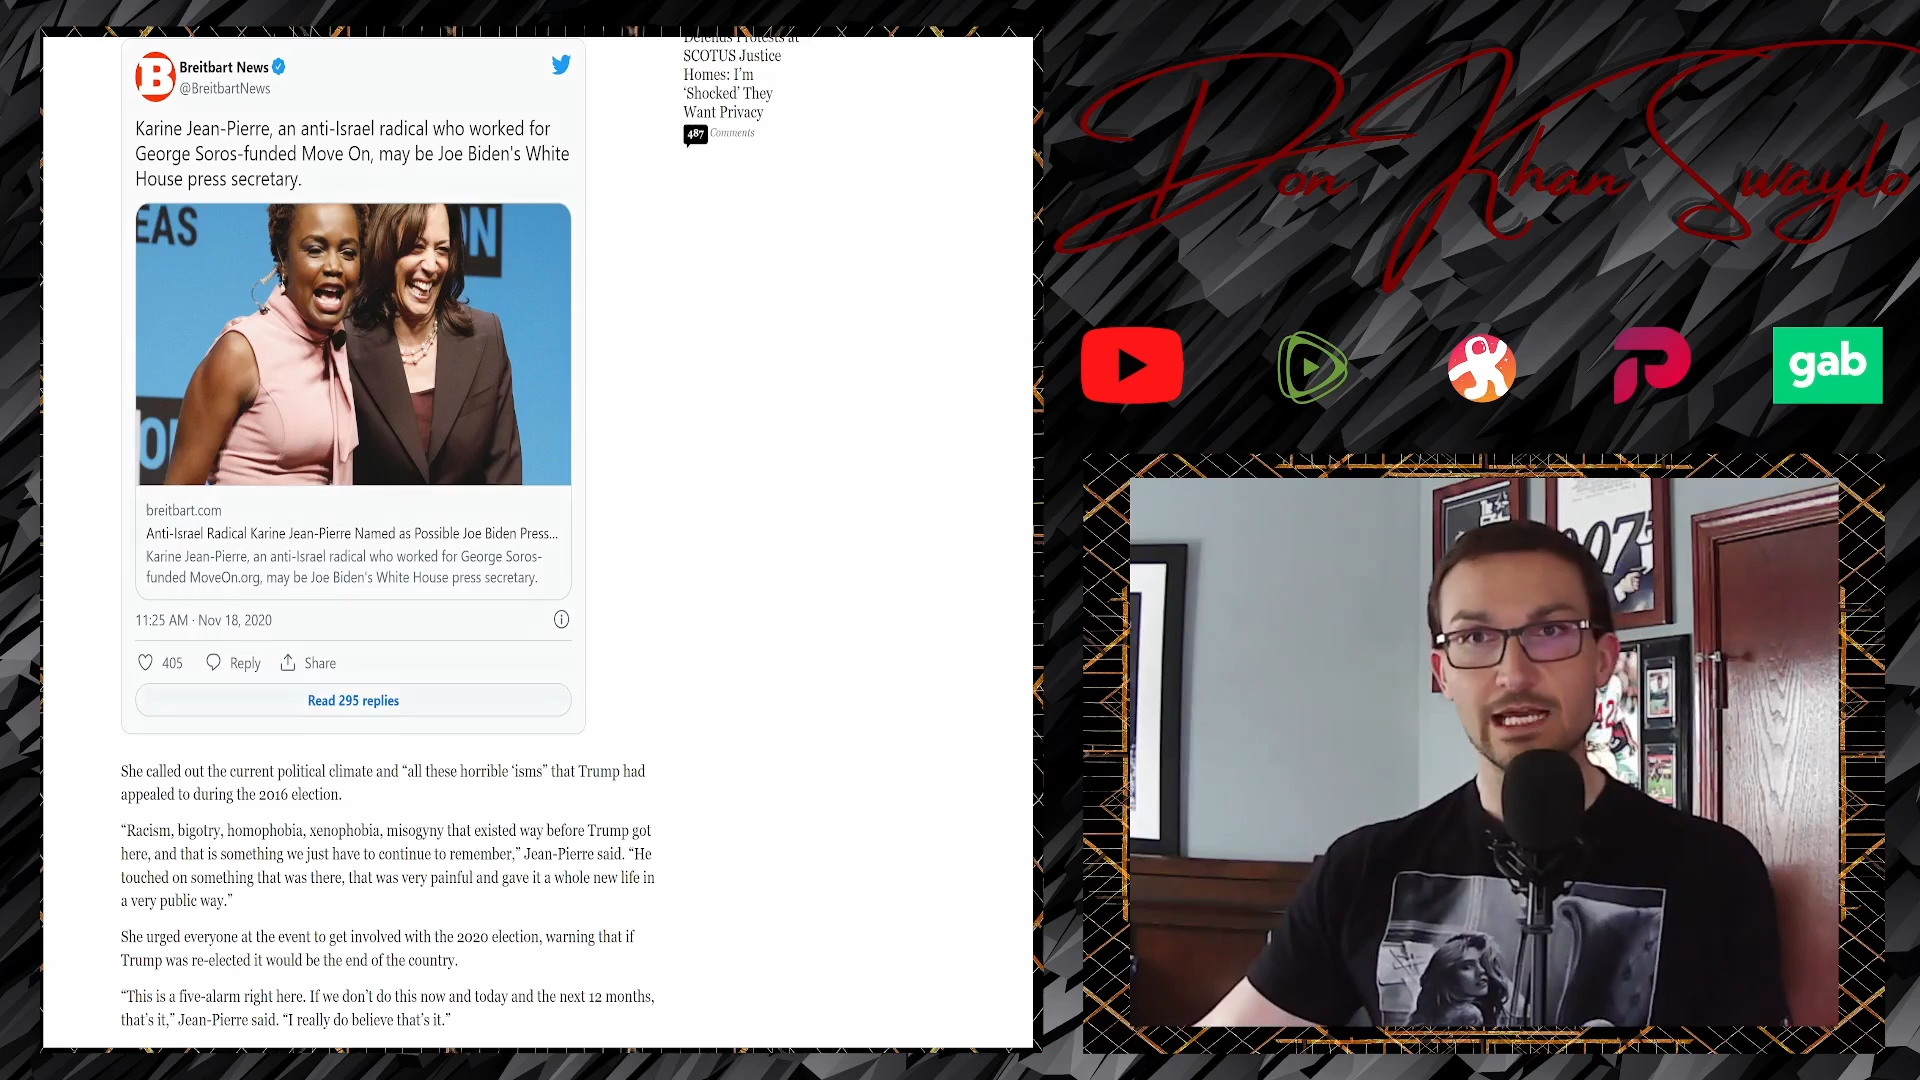 Breitbart News
@BreitbartNews
Karine Jean-Pierre, an anti-Israel radical who worked for
George Soros-funded Move On, may be Joe Biden's White
House press secretary.
EAS
ON
breitbart.com
Anti-Israel Radical Karine Jean-Pierre Named as Possible Joe Biden Press...
Karine Jean-Pierre, an anti-Israel radical who worked for George Soros-
funded MoveOn.org, may be Joe Biden's White House press secretary.
11:25 AM · Nov 18, 2020
405 Reply Share
Read 295 replies
She called out the current political climate and “all these horrible ‘isms” that Trump had
appealed to during the 2016 election.
“Racism, bigotry, homophobia, xenophobia, misogyny that existed way before Trump got
here, and that is something we just have to continue to remember,” Jean-Pierre said. “He
touched on something that was there, that was very painful and gave it a whole new life in
a very public way.”
She urged everyone at the event to get involved with the 2020 election, warning that if
Trump was re-elected it would be the end of the country.
“This is a five-alarm right here. If we don’t do this now and today and the next 12 months,
that’s it,” Jean-Pierre said. “I really do believe that’s it.”
Defends Protests at
SCOTUS Justice
Homes: I’m
‘Shocked’ They
Want Privacy
487 Comments
Don Khan Swaylo
gab
007
42